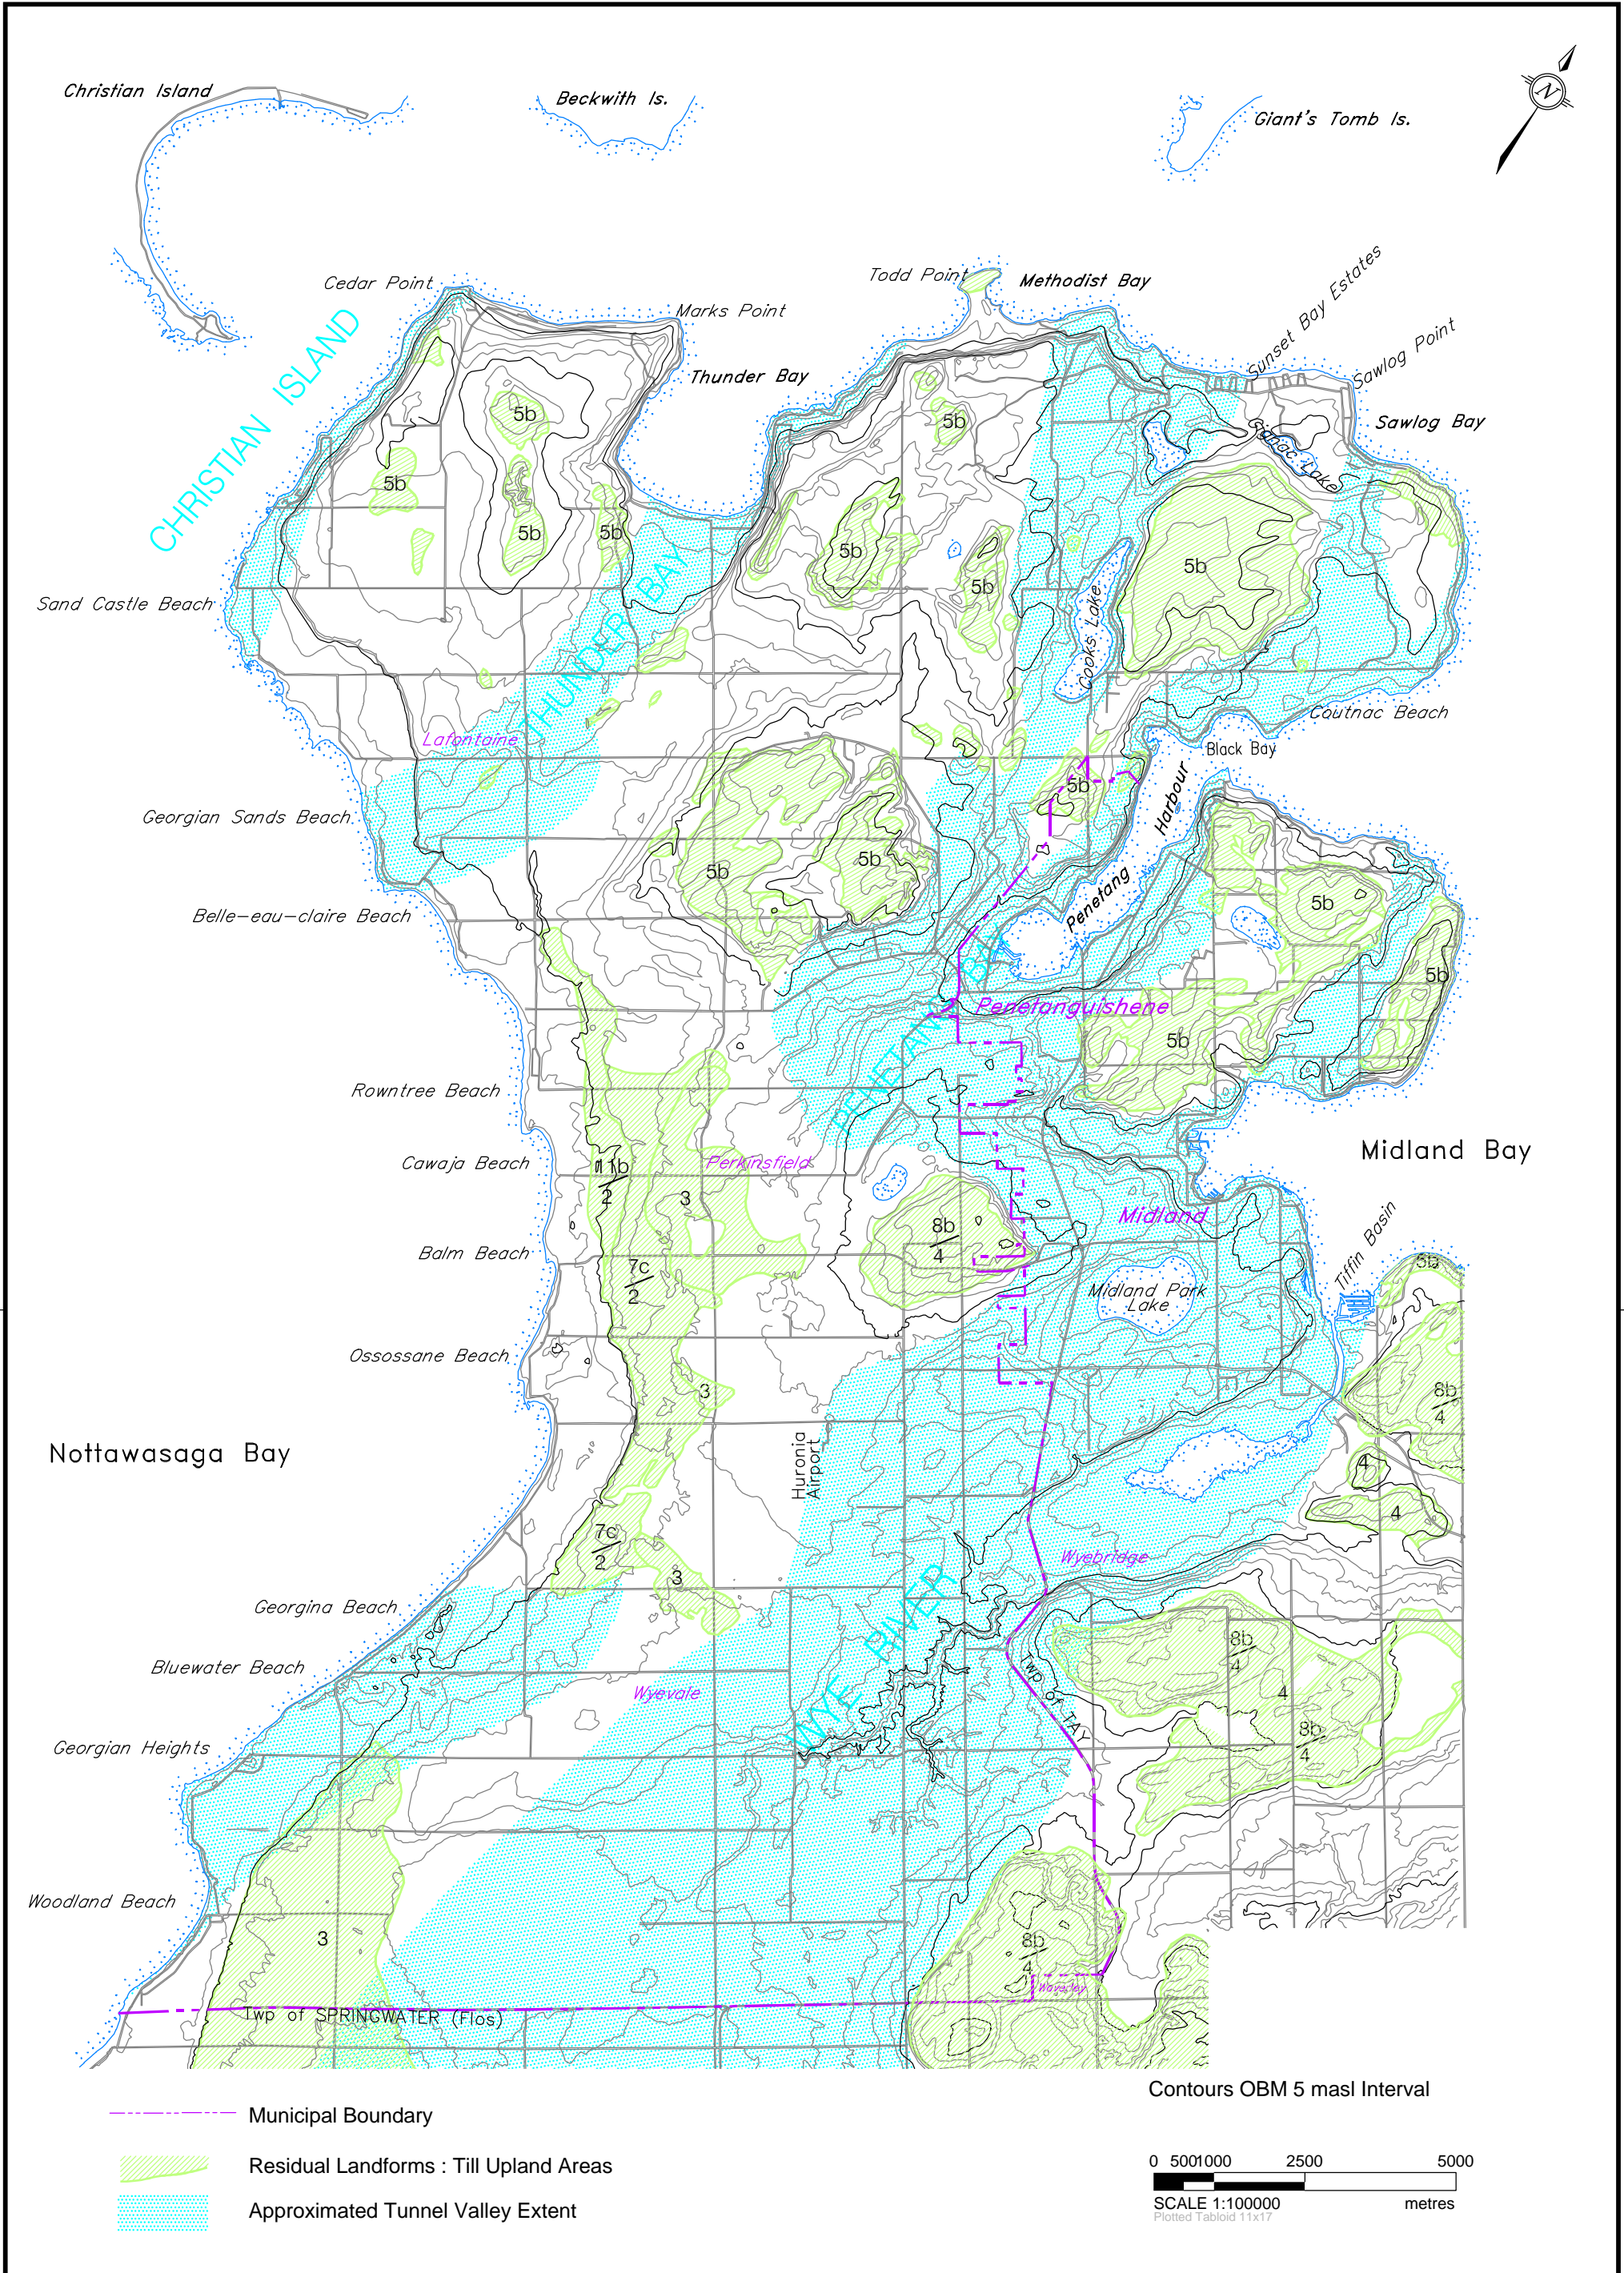 Christian Island
Beckwith Is.
Giant's Tomb Is.
N
Cedar Point
Marks Point
Thunder Bay
Todd Point
Methodist Bay
Sunset Bay Estates
Sawlog Point
Sawlog Bay
CHRISTIAN ISLAND
5b
5b
5b
5b
5b
5b
5b
5b
5b
Lake
Sand Castle Beach
THUNDER BAY
Cooks Lake
Lafontaine
Coutnac Beach
Black Bay
Georgian Sands Beach
5b
5b
5b
Penetang Harbour
Belle-eau-claire Beach
5b
5b
5b
PENETANG BAY
Penetanguishene
Rowntree Beach
Cawaja Beach
11b
2
Perkinsfield
3
Midland Bay
Midland
8b
4
Balm Beach
7c
2
Midland Park
Lake
Tiffin Basin
5b
Ossossane Beach
3
8b
4
Nottawasaga Bay
Huronia
Airport
4
4
7c
2
3
Wyebridge
Georgina Beach
WYE RIVER
Bluewater Beach
Wyevale
Twp of TAY
8b
4
4
8b
4
Georgian Heights
Woodland Beach
3
8b
4
Waverley
Twp of SPRINGWATER (Flos)
Municipal Boundary
Residual Landforms : Till Upland Areas
Approximated Tunnel Valley Extent
Contours OBM 5 masl Interval
0 500 1000 2500 5000
SCALE 1:100000 metres
Plotted Tabloid 11x17